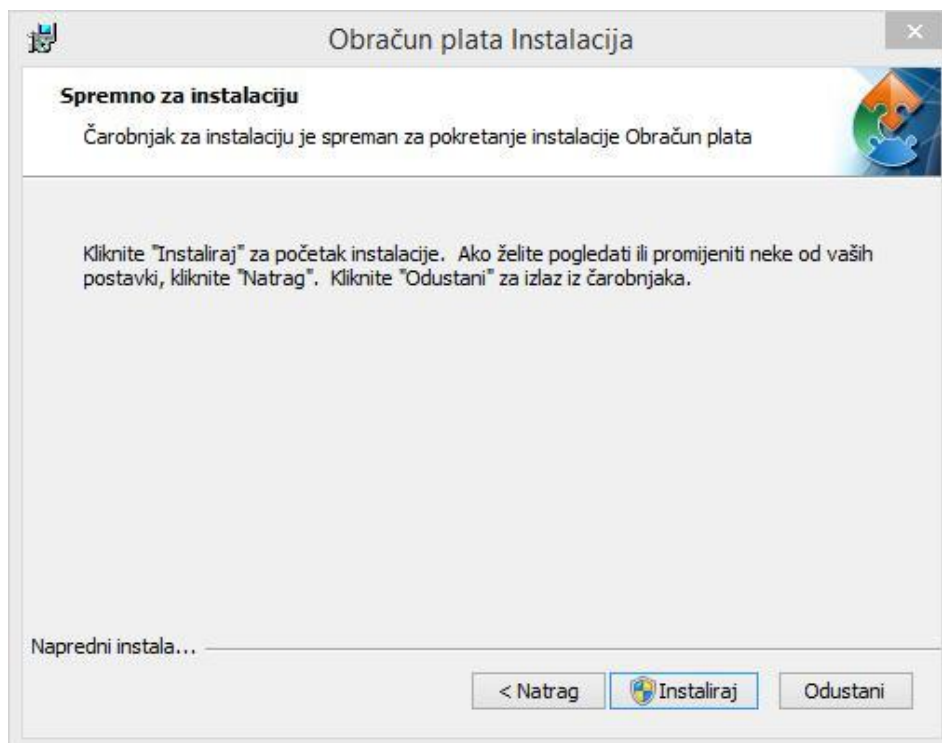 Obračun plata Instalacija
Spremno za instalaciju
Čarobnjak za instalaciju je spreman za pokretanje instalacije Obračun plata
Kliknite "Instaliraj" za početak instalacije.  Ako želite pogledati ili promijeniti neke od vaših
postavki, kliknite "Natrag".  Kliknite "Odustani" za izlaz iz čarobnjaka.
Napredni instala...
< Natrag
Instaliraj
Odustani